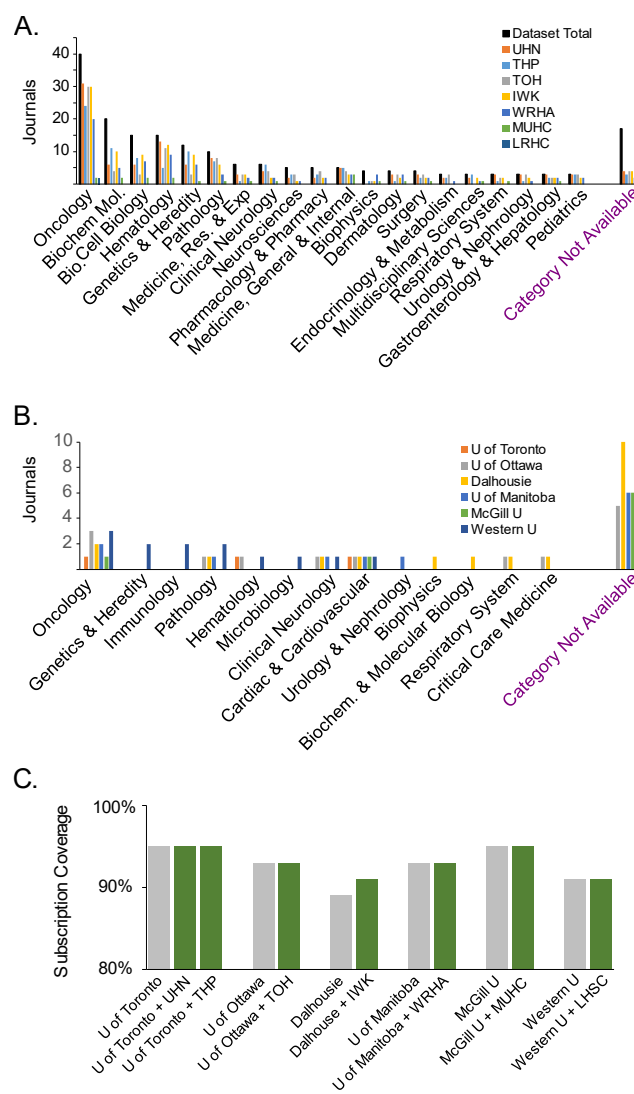 A.
Journals
40
30
20
10
Dataset Total
UHN
THP
TOH
IWK
WRHA
MUHC
LRHC
Oncology
Biochem Mol.
Bio. Cell Biology
Hematology
Genetics & Heredity
Pathology
Medicine, Res. & Exp
Clinical Neurology
Neurosciences
Pharmacology & Pharmacy
Medicine, General & Internal
Biophysics
Dermatology
Surgery
Endocrinology & Metabolism
Multidisciplinary Sciences
Respiratory System
Urology & Nephrology
Gastroenterology & Hepatology
Pediatrics
Category Not Available
B.
Journals
10
8
6
4
2
U of Toronto
U of Ottawa
Dalhousie
U of Manitoba
McGill U
Western U
Oncology
Genetics & Heredity
Immunology
Pathology
Hematology
Microbiology
Clinical Neurology
Cardiac & Cardiovascular
Urology & Nephrology
Biophysics
Biochem. & Molecular Biology
Respiratory System
Critical Care Medicine
Category Not Available
C.
Subscription Coverage
100%
90%
80%
U of Toronto
U of Toronto + UHN
U of Toronto + THP
U of Ottawa
U of Ottawa + TOH
Dalhousie
Dalhouse + IWK
U of Manitoba
U of Manitoba + WRHA
McGill U
McGill U + MUHC
Western U
Western U + LHSC